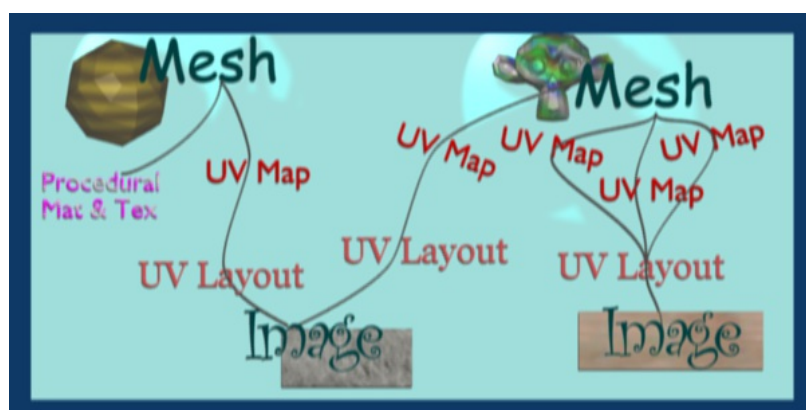 Mesh
Mesh
UV Map
UV Map
UV Map
UV Map
UV Map
Procedural
Mat & Tex
UV Layout
UV Layout
UV Layout
Image
Image